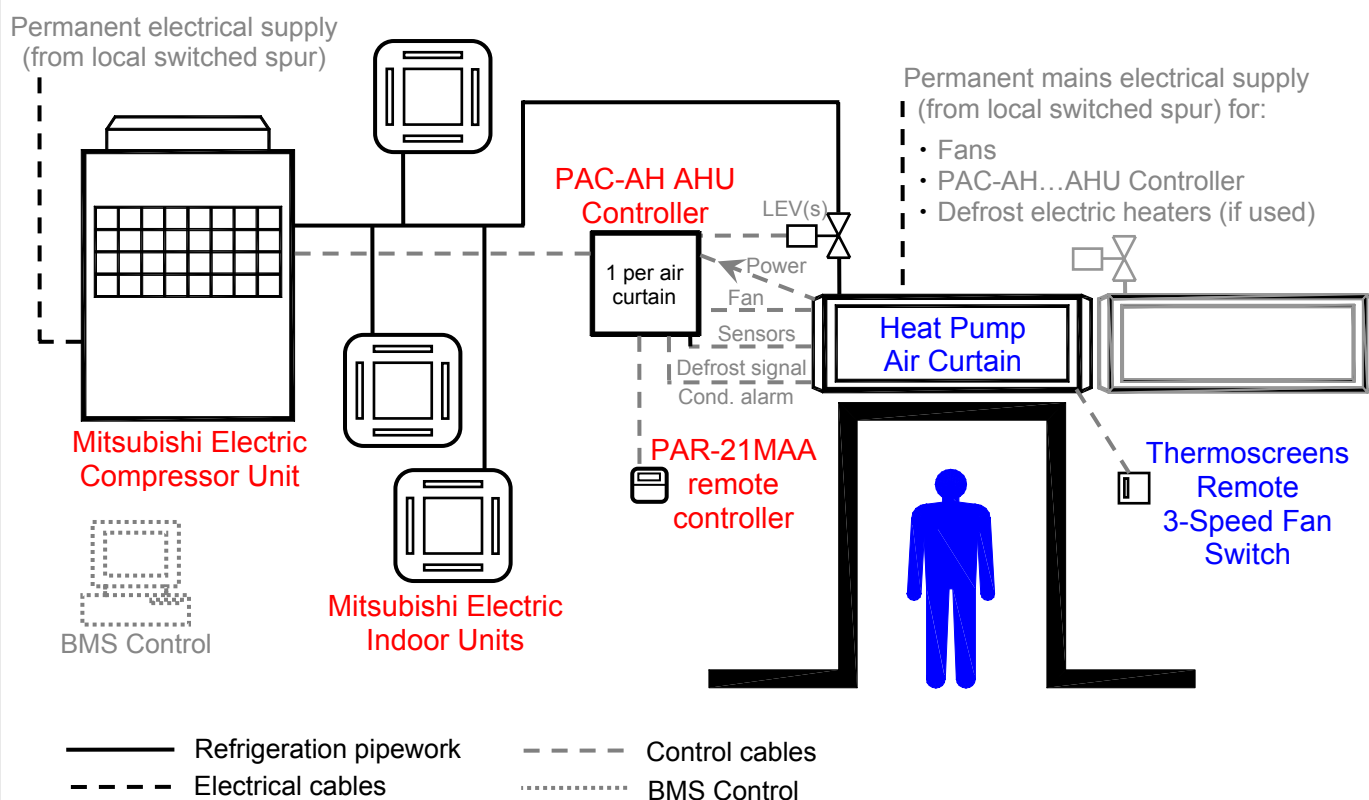 Permanent electrical supply
(from local switched spur)
Permanent mains electrical supply
(from local switched spur) for:
· Fans
· PAC-AH...AHU Controller
· Defrost electric heaters (if used)
PAC-AH AHU
Controller
LEV(s)
1 per air
curtain
Power
Fan
Sensors
Defrost signal
Cond. alarm
Heat Pump
Air Curtain
Mitsubishi Electric
Compressor Unit
PAR-21MAA
remote
controller
Thermoscreens
Remote
3-Speed Fan
Switch
Mitsubishi Electric
Indoor Units
BMS Control
Refrigeration pipework
Control cables
Electrical cables
BMS Control